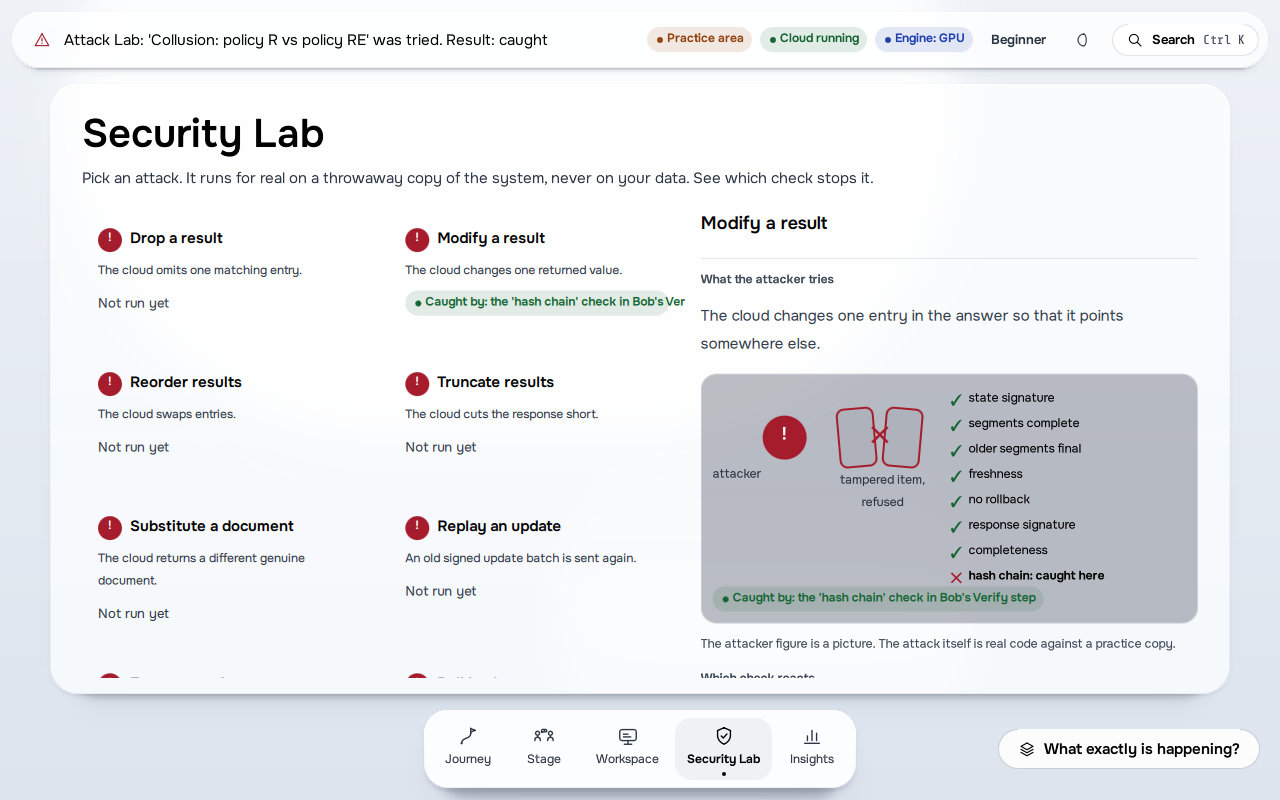 Attack Lab: 'Collusion: policy R vs policy RE' was tried. Result: caught
Practice area
Cloud running
Engine: GPU
Beginner
Search Ctrl K
Security Lab
Pick an attack. It runs for real on a throwaway copy of the system, never on your data. See which check stops it.
! Drop a result
The cloud omits one matching entry.
Not run yet
! Modify a result
The cloud changes one returned value.
Caught by: the 'hash chain' check in Bob's Ver
! Reorder results
The cloud swaps entries.
Not run yet
! Truncate results
The cloud cuts the response short.
Not run yet
! Substitute a document
The cloud returns a different genuine
document.
Not run yet
! Replay an update
An old signed update batch is sent again.
Not run yet
Modify a result
What the attacker tries
The cloud changes one entry in the answer so that it points
somewhere else.
!
attacker
tampered item,
refused
✓ state signature
✓ segments complete
✓ older segments final
✓ freshness
✓ no rollback
✓ response signature
✓ completeness
✕ hash chain: caught here
Caught by: the 'hash chain' check in Bob's Verify step
The attacker figure is a picture. The attack itself is real code against a practice copy.
Which check reacts
Journey
Stage
Workspace
Security Lab
Insights
What exactly is happening?